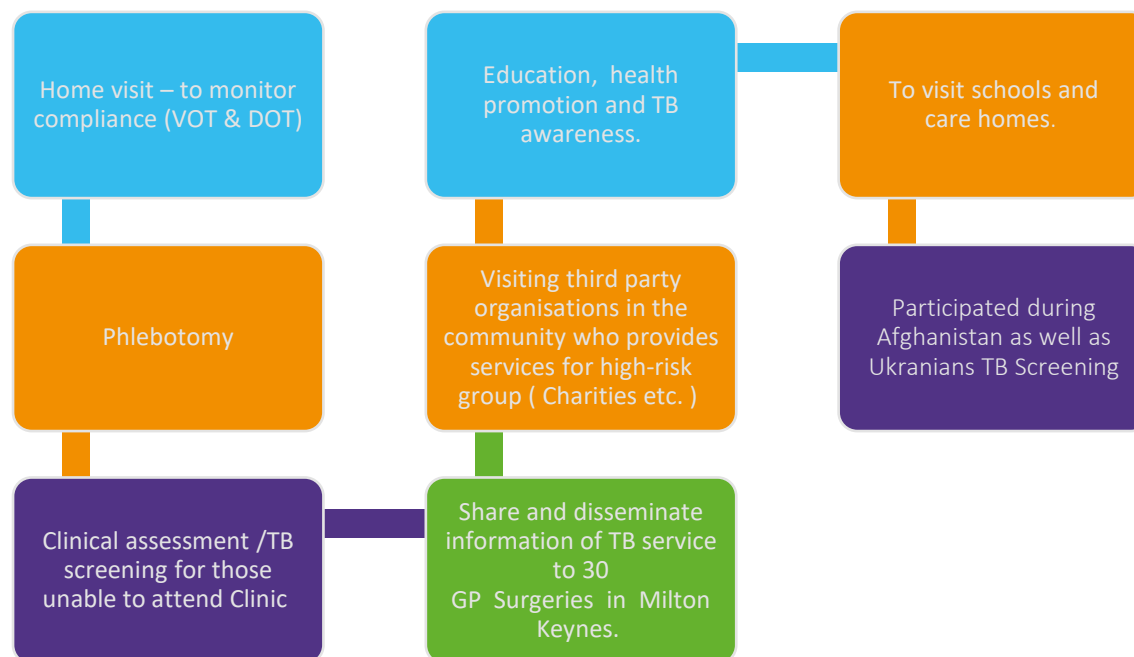 Home visit – to monitor
compliance (VOT & DOT)
Phlebotomy
Clinical assessment /TB
screening for those
unable to attend Clinic
Share and disseminate
information of TB service
to 30
GP Surgeries in Milton
Keynes.
Visiting third party
organisations in the
community who provides
services for high-risk
group ( Charities etc. )
Education, health
promotion and TB
awareness.
To visit schools and
care homes.
Participated during
Afghanistan as well as
Ukranians TB Screening